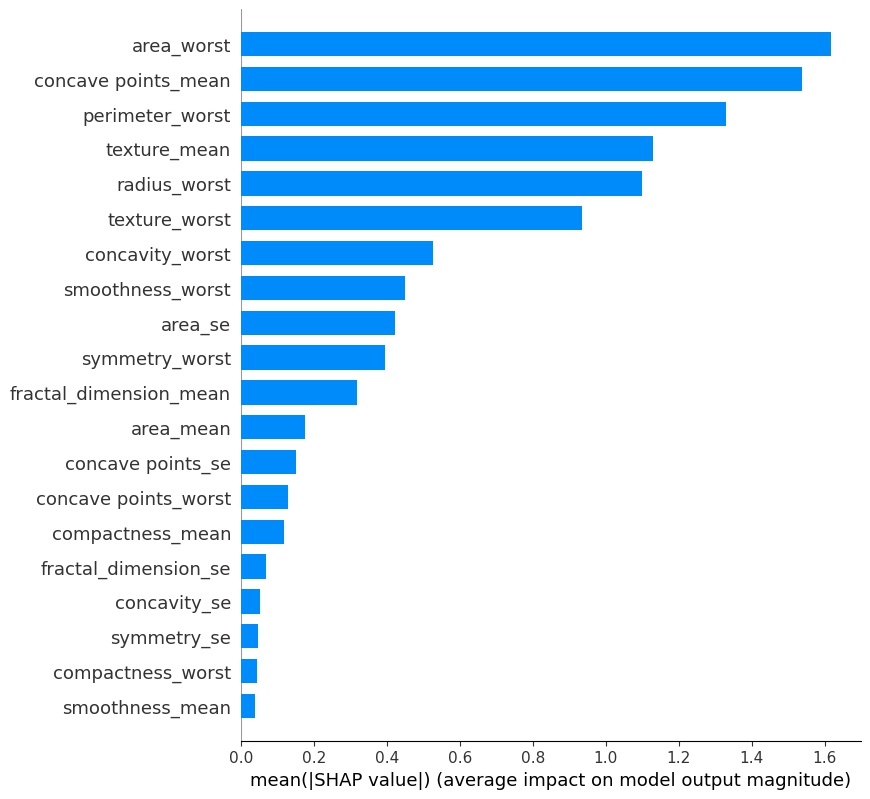 area_worst
concave points_mean
perimeter_worst
texture_mean
radius_worst
texture_worst
concavity_worst
smoothness_worst
area_se
symmetry_worst
fractal_dimension_mean
area_mean
concave points_se
concave points_worst
compactness_mean
fractal_dimension_se
concavity_se
symmetry_se
compactness_worst
smoothness_mean
0.0 0.2 0.4 0.6 0.8 1.0 1.2 1.4 1.6
mean(|SHAP value|) (average impact on model output magnitude)